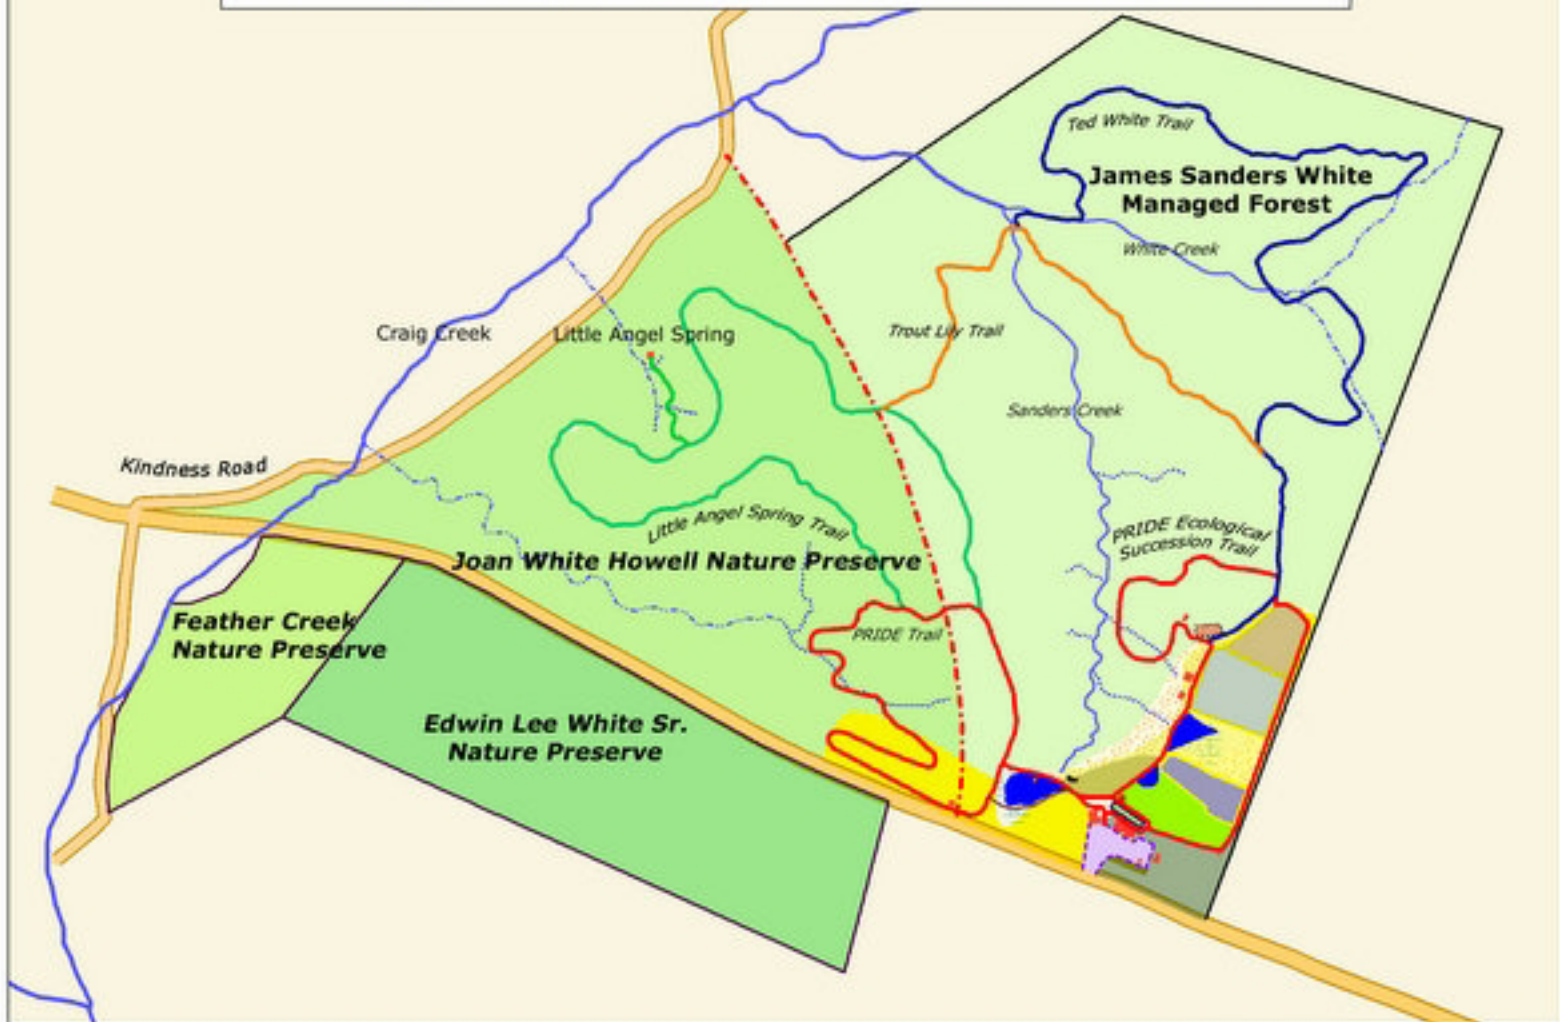 Ted White Trail
James Sanders White
Managed Forest
White Creek
Craig Creek
Little Angel Spring
Trout Lily Trail
Sanders Creek
Kindness Road
Little Angel Spring Trail
PRIDE Ecological
Succession Trail
Joan White Howell Nature Preserve
Feather Creek
Nature Preserve
PRIDE Trail
Edwin Lee White Sr.
Nature Preserve